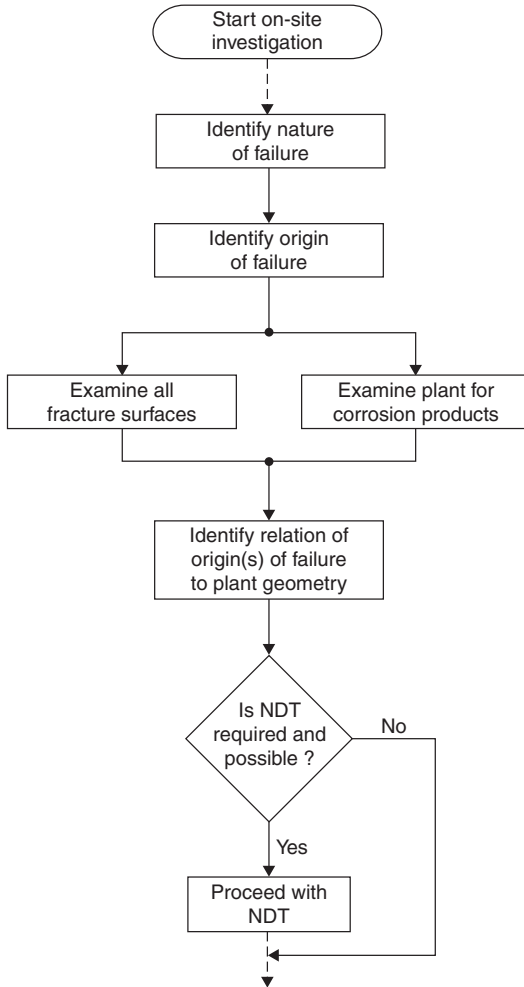 Start on-site
investigation
Identify nature
of failure
Identify origin
of failure
Examine all
fracture surfaces
Examine plant for
corrosion products
Identify relation of
origin(s) of failure
to plant geometry
Is NDT
required and
possible ?
No
Yes
Proceed with
NDT